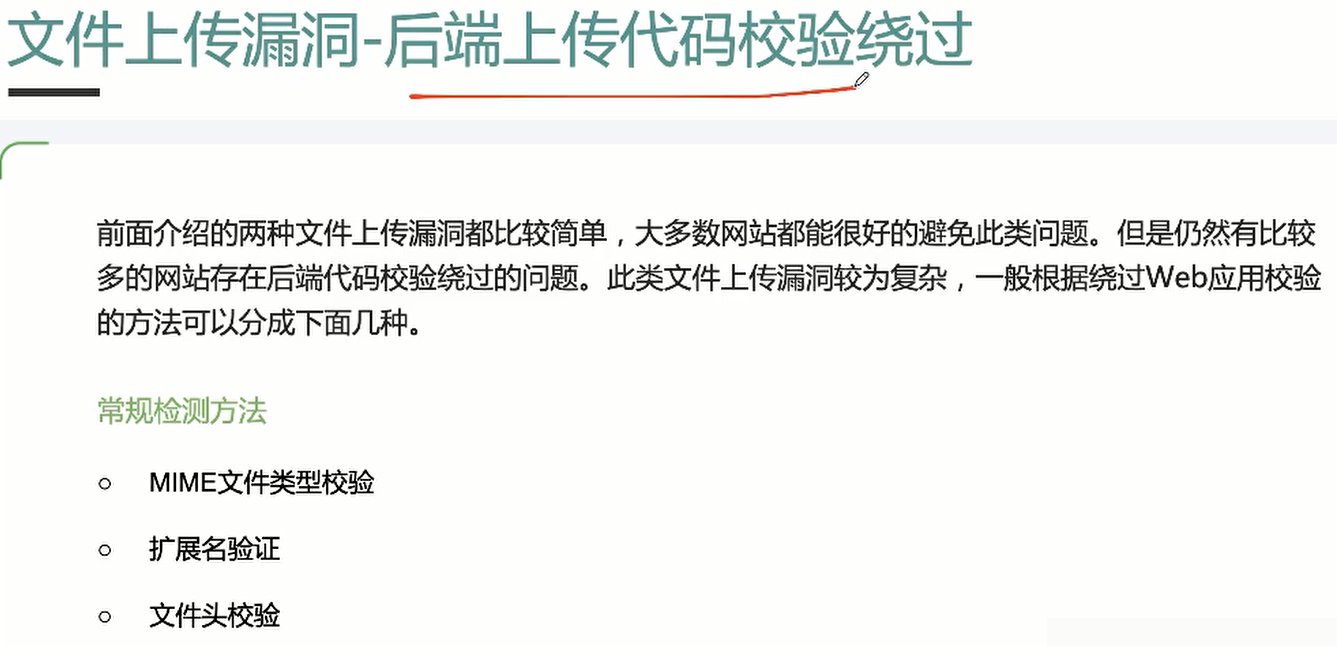 文件上传漏洞-后端上传代码校验绕过
前面介绍的两种文件上传漏洞都比较简单，大多数网站都能很好的避免此类问题。但是仍然有比较
多的网站存在后端代码校验绕过的问题。此类文件上传漏洞较为复杂，一般根据绕过Web应用校验
的方法可以分成下面几种。
常规检测方法
○ MIME文件类型校验
○ 扩展名验证
○ 文件头校验